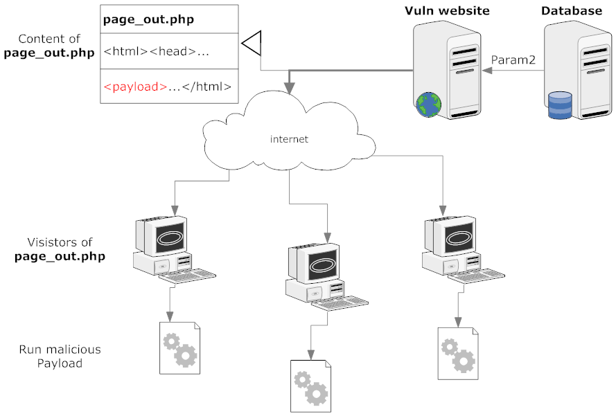 page_out.php
Vuln website
Database
Content of
page_out.php
<html><head>...
<payload>...</html>
Param2
internet
Visistors of
page_out.php
Run malicious
Payload